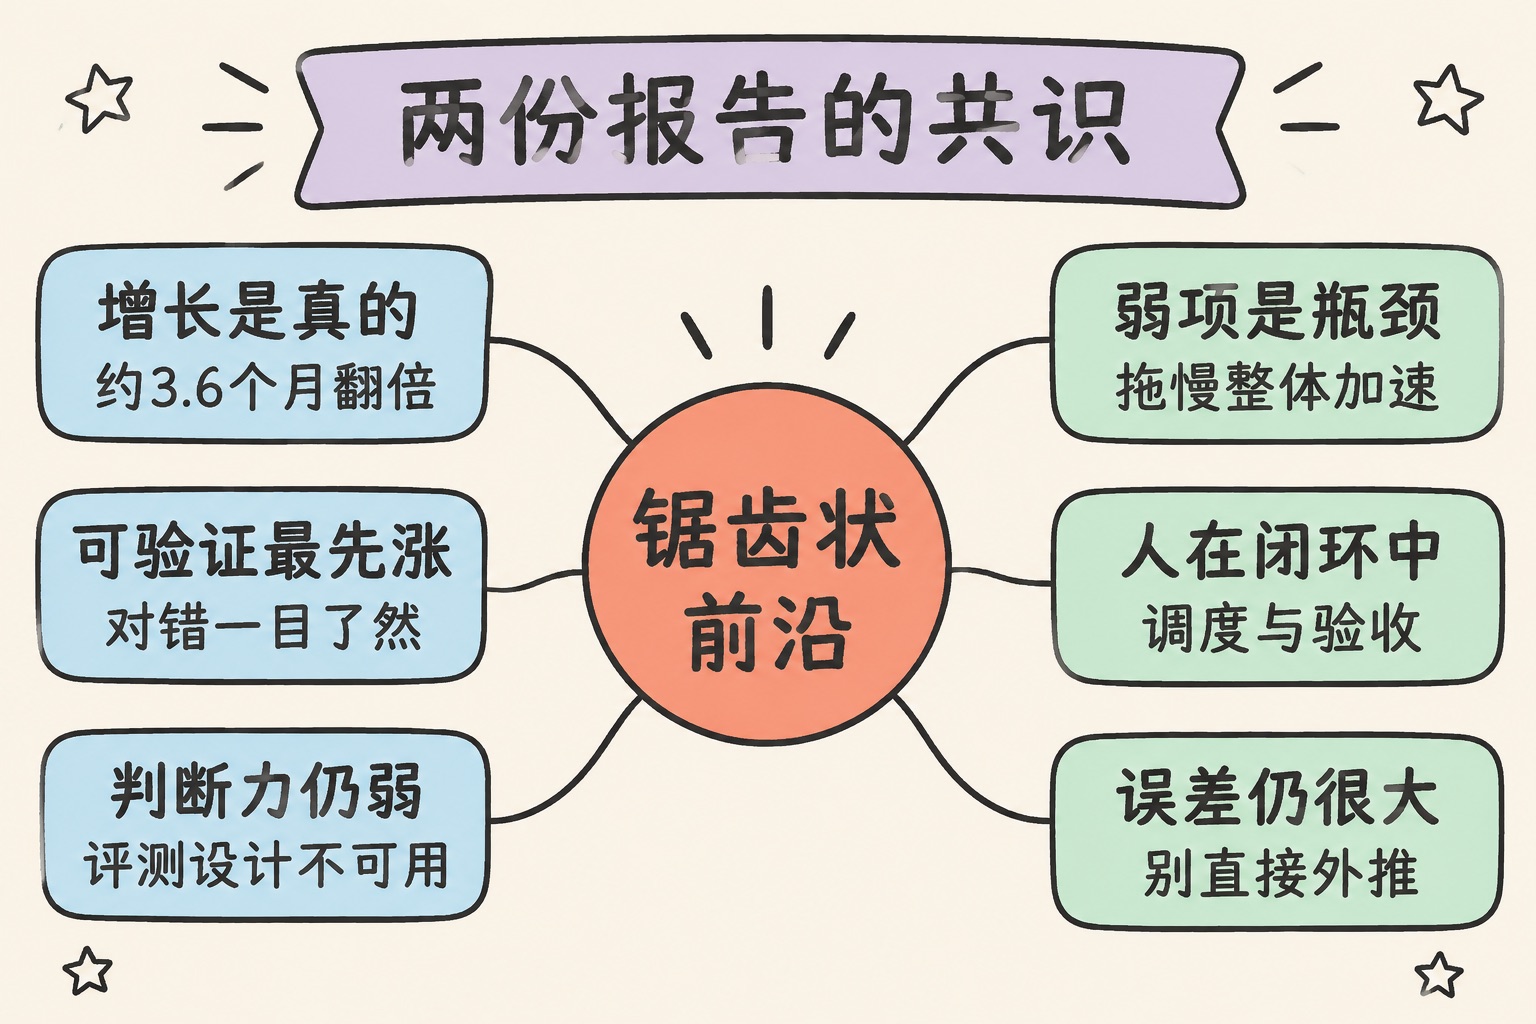 两份报告的共识
增长是真的
约3.6个月翻倍
可验证最先涨
对错一目了然
判断力仍弱
评测设计不可用
锯齿状
前沿
弱项是瓶颈
拖慢整体加速
人在闭环中
调度与验收
误差仍很大
别直接外推